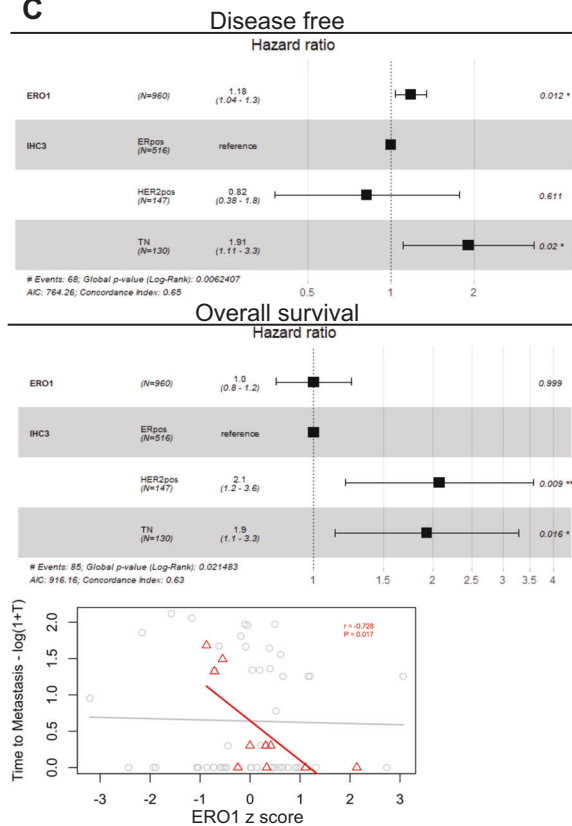 C
Disease free
Hazard ratio
ERO1 (N=960) 1.18 (1.04 - 1.3) 0.012 *
IHC3 ERpos (N=516) reference
HER2pos (N=147) 0.82 (0.38 - 1.8) 0.611
TN (N=130) 1.91 (1.11 - 3.3) 0.02 *
# Events: 68; Global p-value (Log-Rank): 0.0062407
AIC: 764.26; Concordance Index: 0.65
0.5 1 2
Overall survival
Hazard ratio
ERO1 (N=960) 1.0 (0.8 - 1.2) 0.999
IHC3 ERpos (N=516) reference
HER2pos (N=147) 2.1 (1.2 - 3.6) 0.009 **
TN (N=130) 1.9 (1.1 - 3.3) 0.016 *
# Events: 85; Global p-value (Log-Rank): 0.021483
AIC: 916.16; Concordance Index: 0.63
1 1.5 2 2.5 3 3.5 4
Time to Metastasis - log(1+T)
2.0
1.5
1.0
0.5
0.0
r = -0.728
P = 0.017
-3 -2 -1 0 1 2 3
ERO1 z score